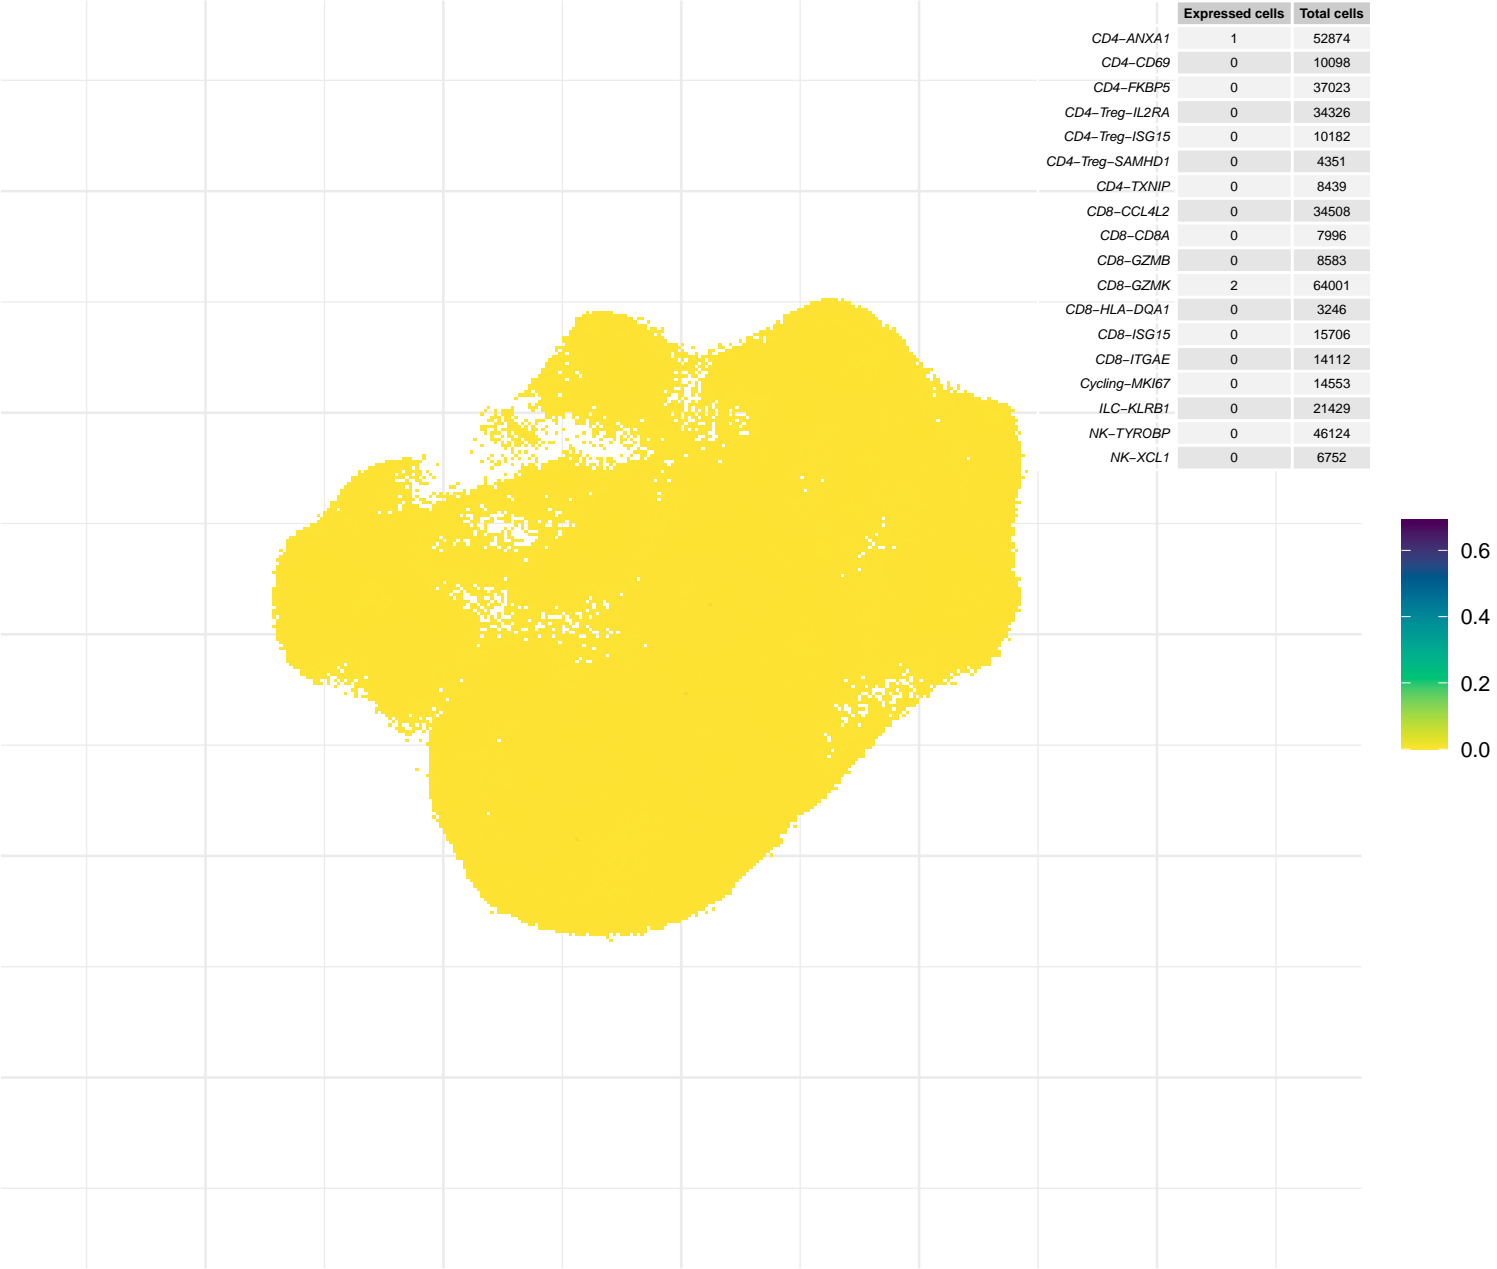 Expressed cells Total cells
CD4−ANXA1 1 52874
CD4−CD69 0 10098
CD4−FKBP5 0 37023
CD4−Treg−IL2RA 0 34326
CD4−Treg−ISG15 0 10182
CD4−Treg−SAMHD1 0 4351
CD4−TXNIP 0 8439
CD8−CCL4L2 0 34508
CD8−CD8A 0 7996
CD8−GZMB 0 8583
CD8−GZMK 2 64001
CD8−HLA−DQA1 0 3246
CD8−ISG15 0 15706
CD8−ITGAE 0 14112
Cycling−MKI67 0 14553
ILC−KLRB1 0 21429
NK−TYROBP 0 46124
NK−XCL1 0 6752
0.6
0.4
0.2
0.0